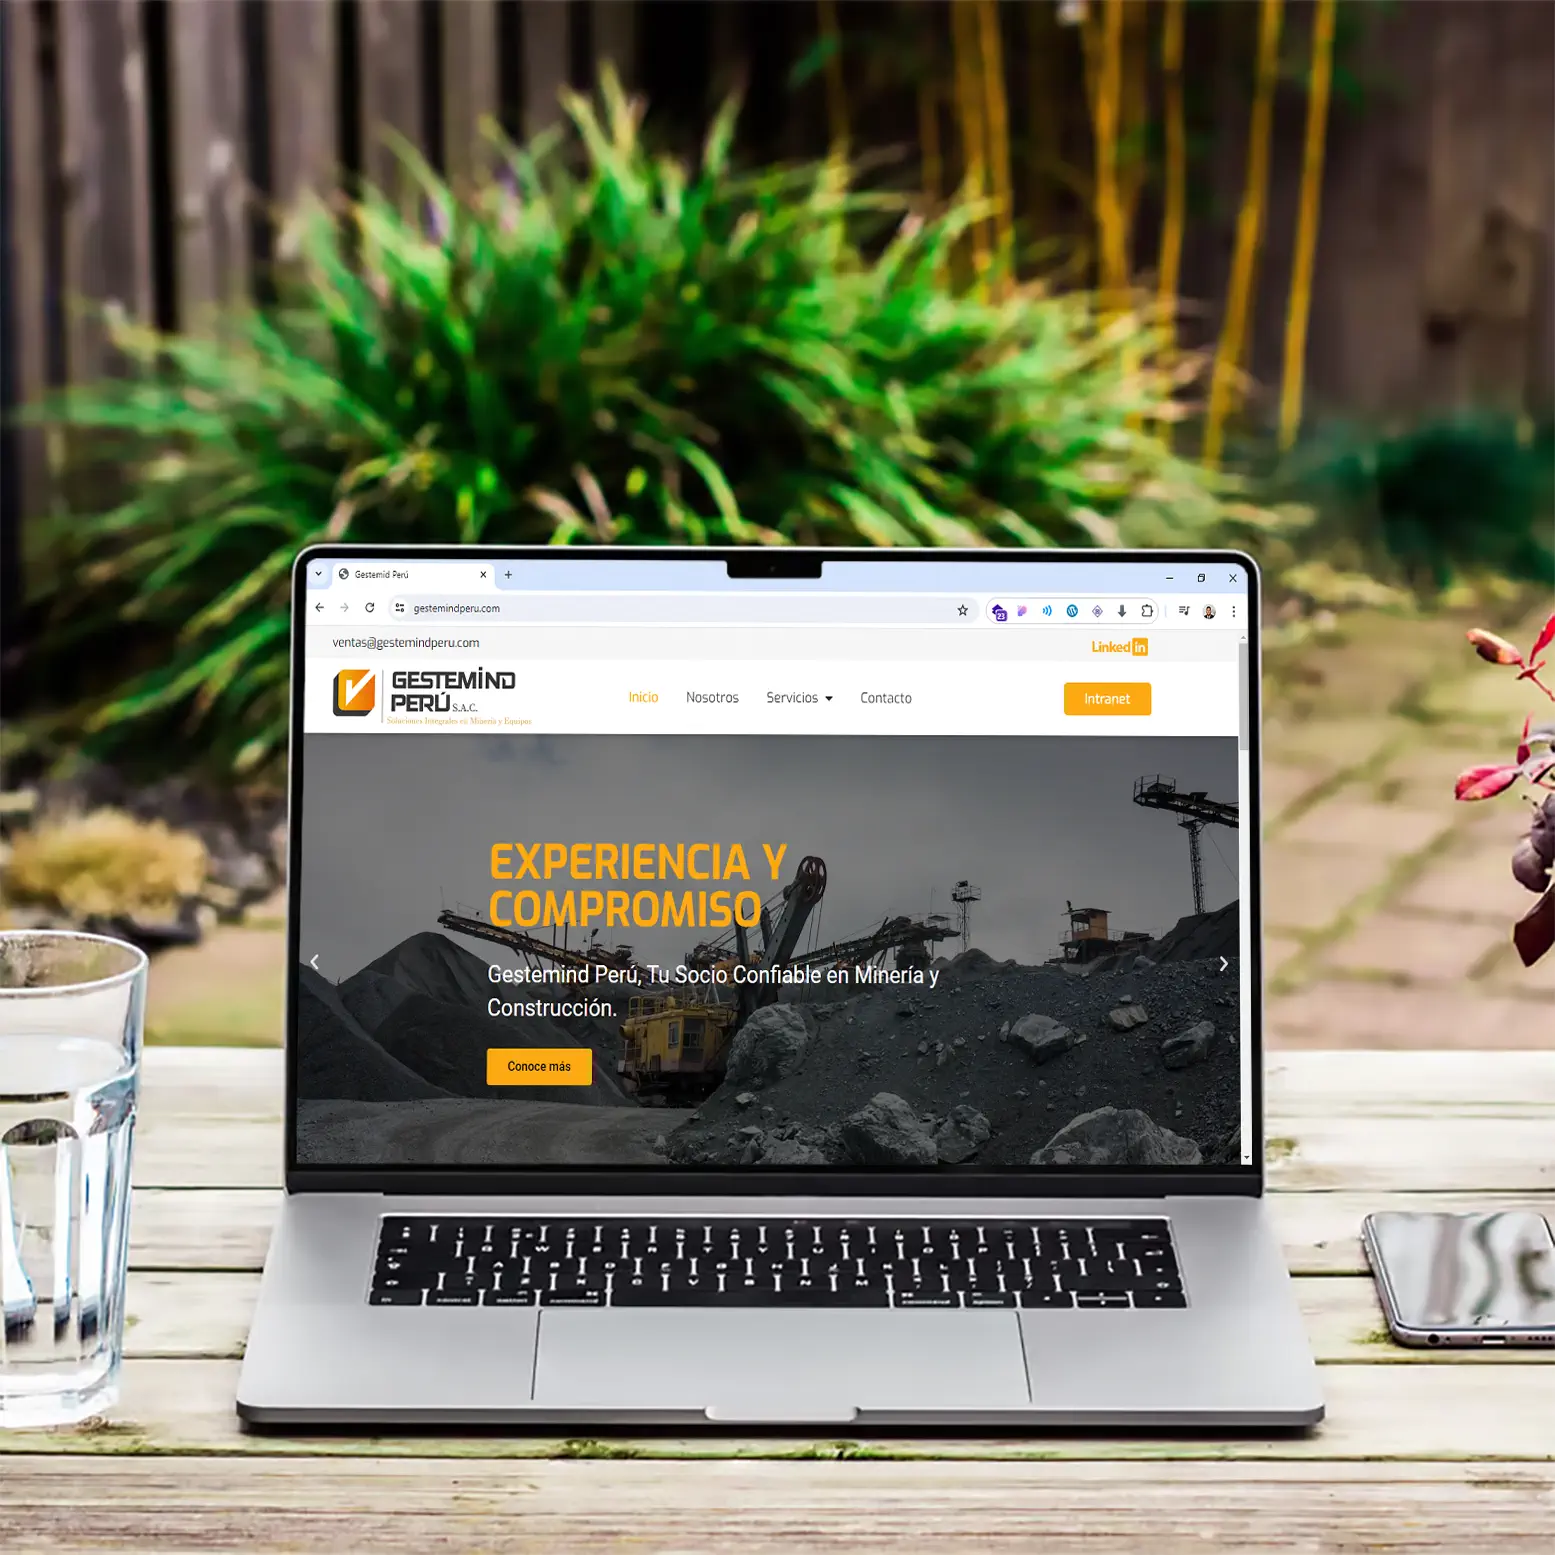 Gestemid Perú
gestemindperu.com
23
ventas@gestemindperu.com
Linked in
GESTEMIND
PERÚ S.A.C.
Soluciones Integrales en Minería y Equipos
Inicio
Nosotros
Servicios
Contacto
Intranet
EXPERIENCIA Y
COMPROMISO
Gestemind Perú, Tu Socio Confiable en Minería y
Construcción.
Conoce más